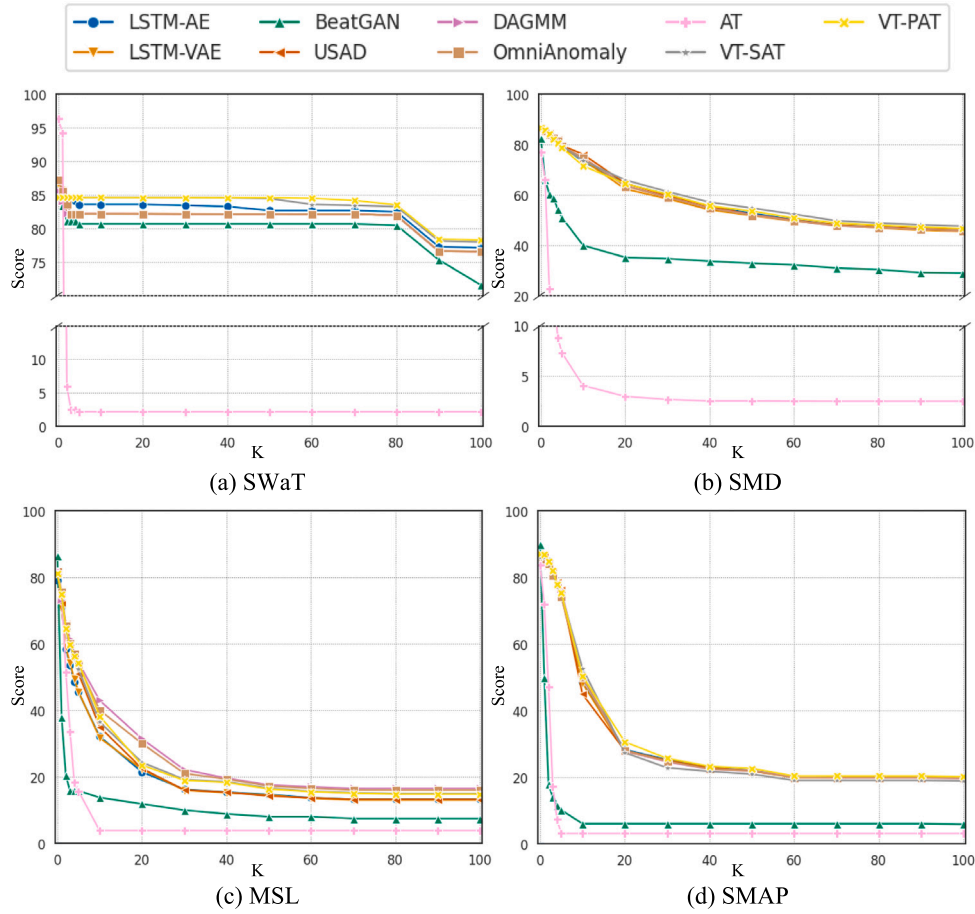 LSTM-AE BeatGAN DAGMM AT VT-PAT
LSTM-VAE USAD OmniAnomaly VT-SAT
100
95
90
85
80
75
Score
10
5
0
0 20 40 60 80 100
K
(a) SWaT
100
80
60
40
20
Score
10
5
0
0 20 40 60 80 100
K
(b) SMD
100
80
60
40
20
0
Score
0 20 40 60 80 100
K
(c) MSL
100
80
60
40
20
0
Score
0 20 40 60 80 100
K
(d) SMAP